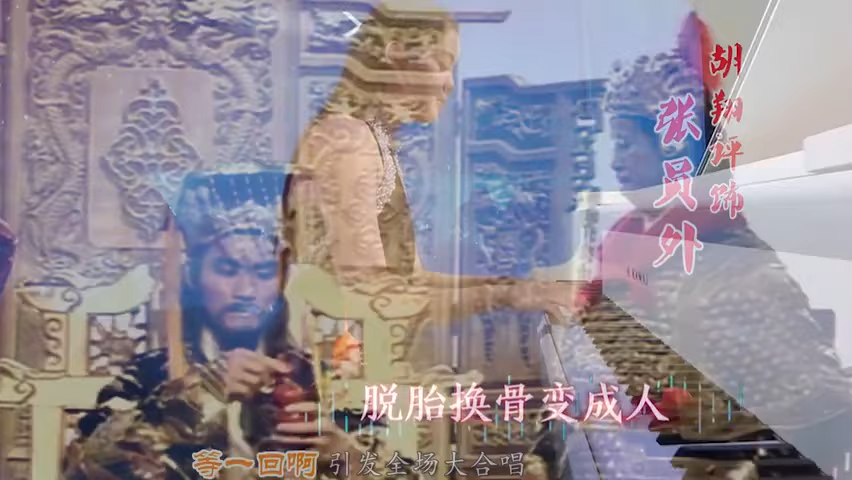 胡翔评蹄
张员外
脱胎换骨变成人
等一回啊 引发全场大合唱